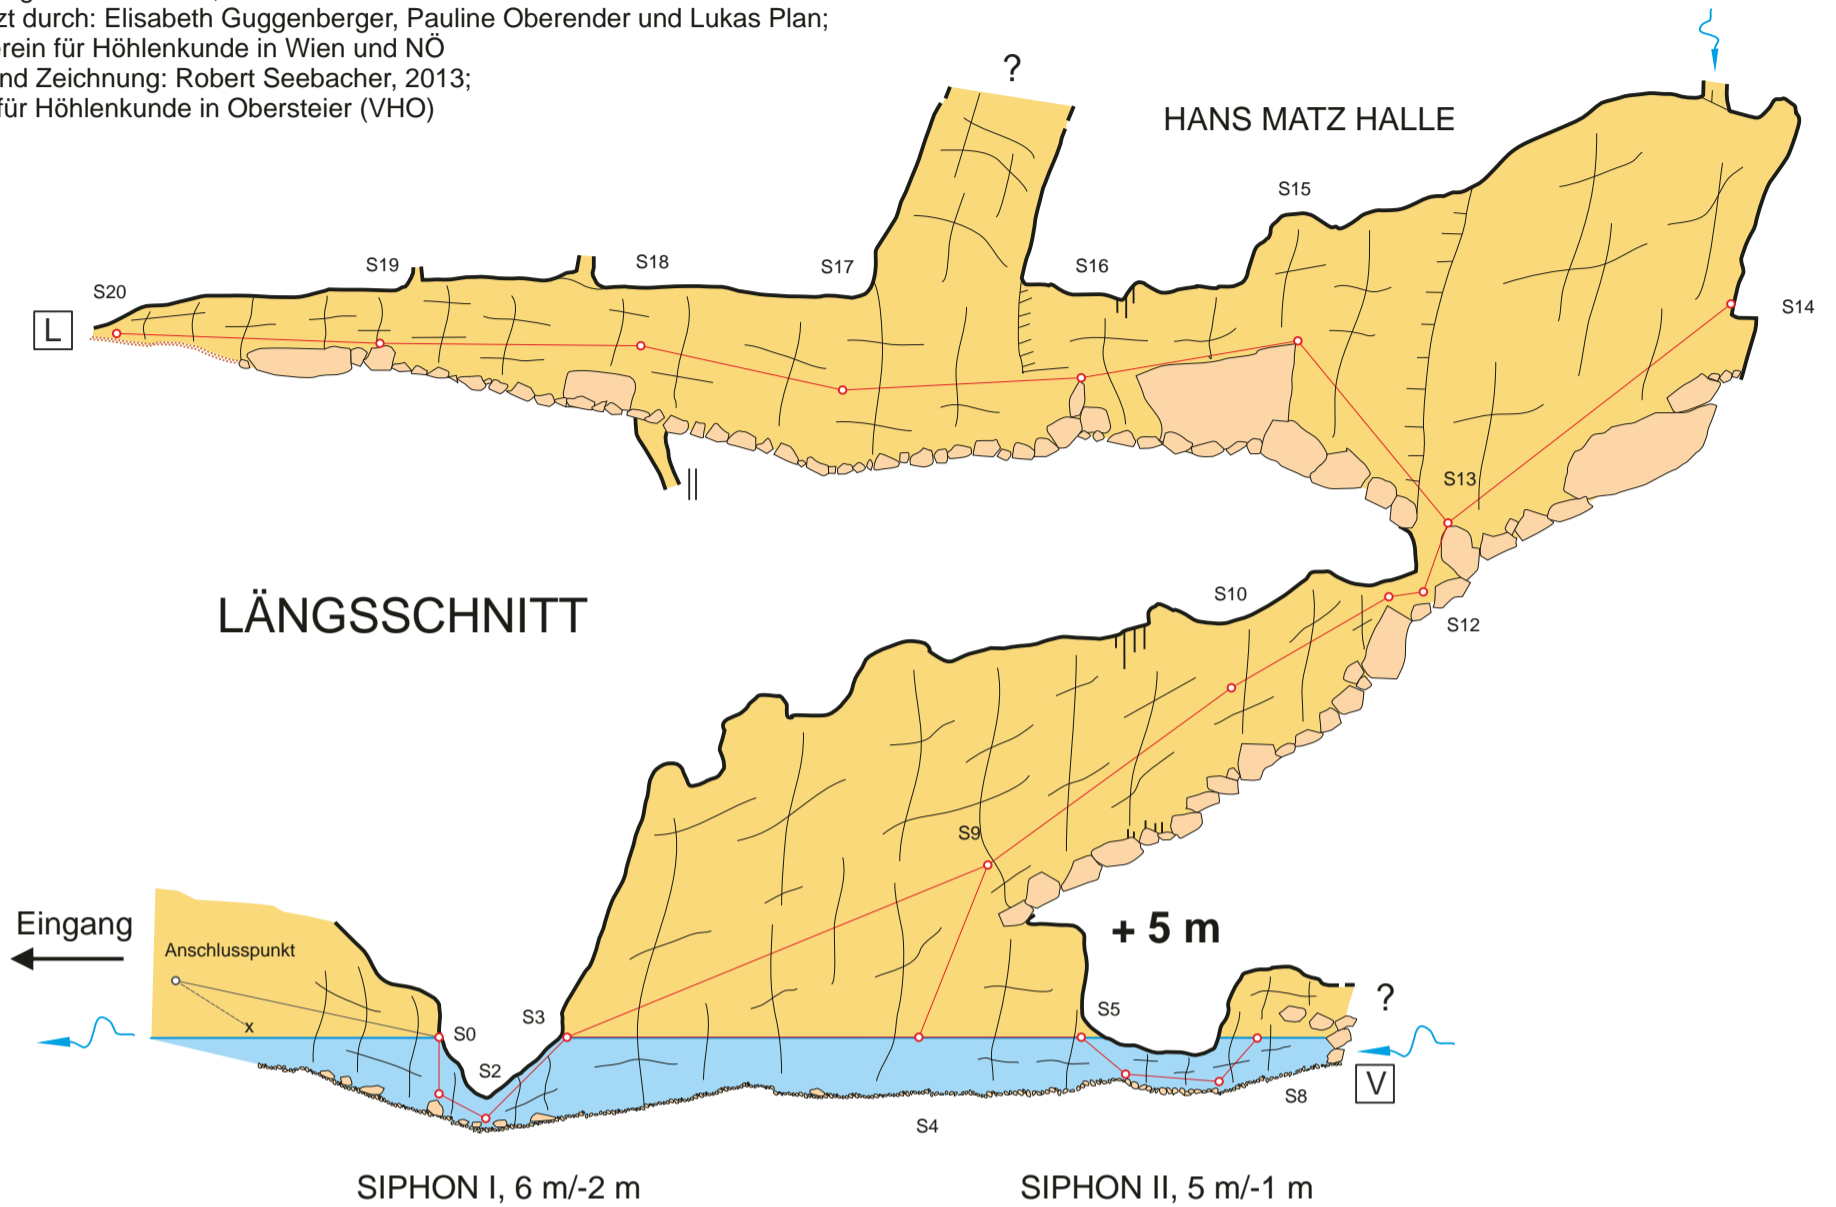 zt durch: Elisabeth Guggenberger, Pauline Oberender und Lukas Plan;
rein für Höhlenkunde in Wien und NÖ
nd Zeichnung: Robert Seebacher, 2013;
für Höhlenkunde in Obersteier (VHO)
?
HANS MATZ HALLE
S15
S20
S19
S18
S17
S16
S14
L
S13
LÄNGSSCHNITT
S10
S12
S9
Eingang
+ 5 m
Anschlusspunkt
x
S0
S3
S5
?
S2
V
S8
S4
SIPHON I, 6 m/-2 m
SIPHON II, 5 m/-1 m